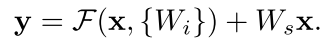 y = F(x, {W_i}) + W_s x.